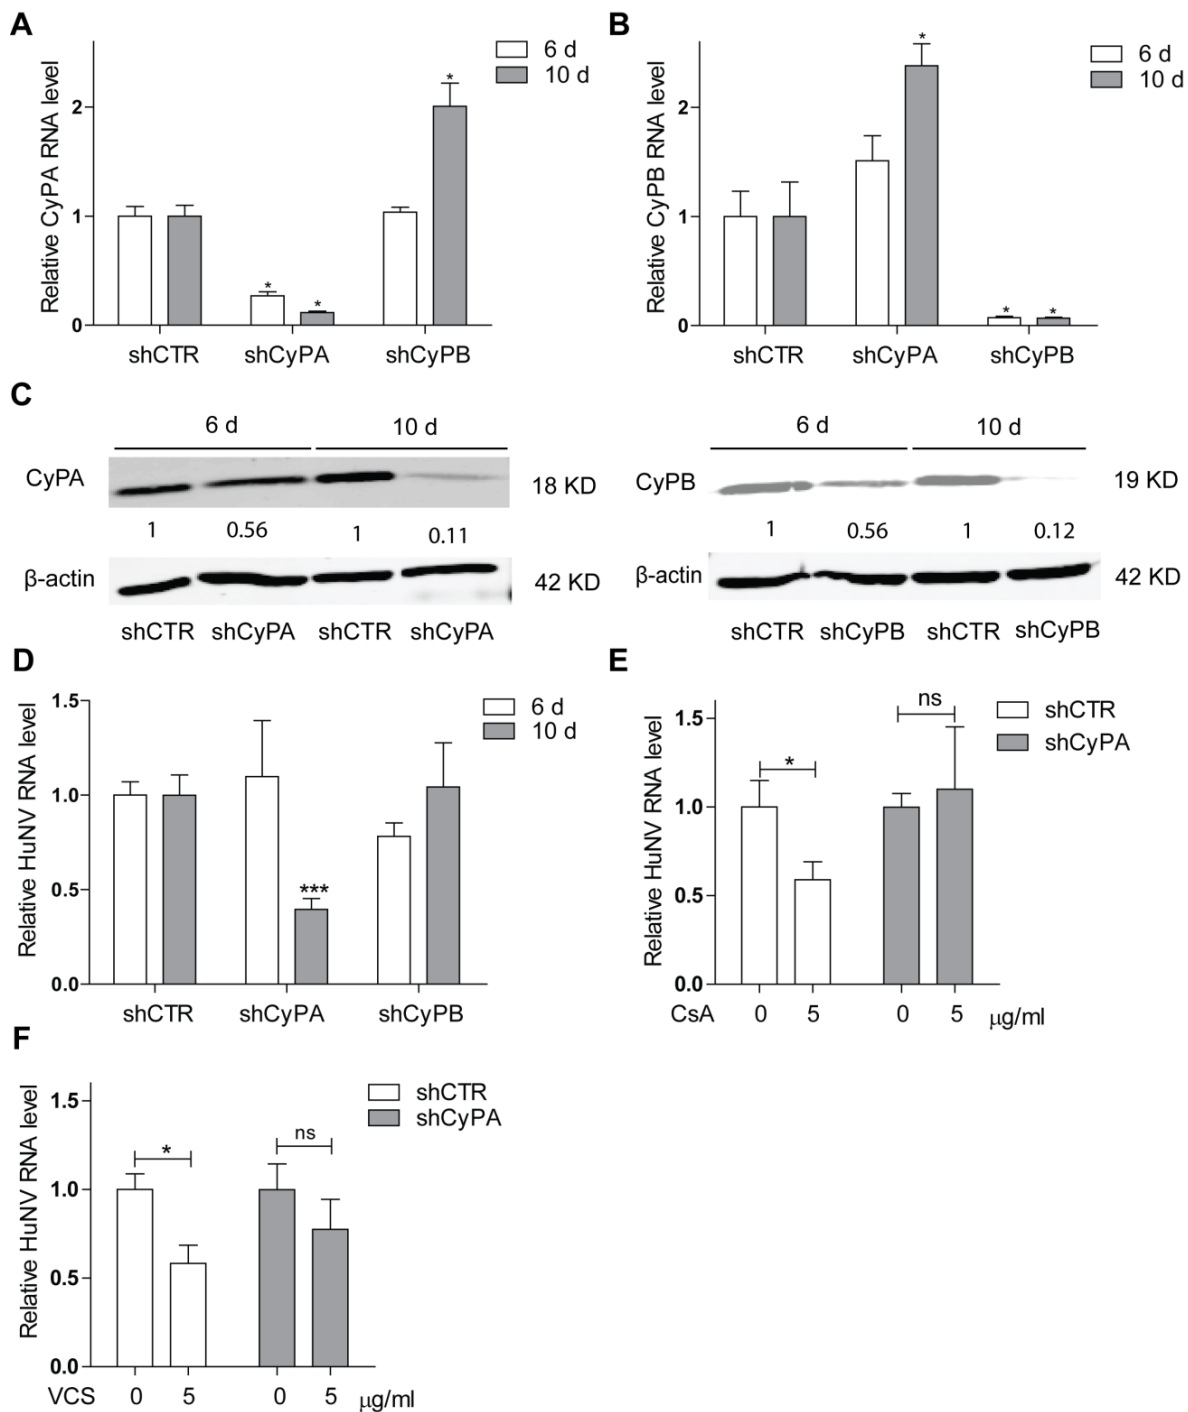 A
Relative CyPA RNA level
2
1
0
6 d
10 d
*
*
*
shCTR shCyPA shCyPB
B
Relative CyPB RNA level
2
1
0
6 d
10 d
*
*
*
shCTR shCyPA shCyPB
C
6 d 10 d
CyPA 18 KD
1 0.56 1 0.11
β-actin 42 KD
shCTR shCyPA shCTR shCyPA
6 d 10 d
CyPB 19 KD
1 0.56 1 0.12
β-actin 42 KD
shCTR shCyPB shCTR shCyPB
D
Relative HuNV RNA level
1.5
1.0
0.5
0.0
6 d
10 d
***
shCTR shCyPA shCyPB
E
Relative HuNV RNA level
1.5
1.0
0.5
0.0
* ns
shCTR
shCyPA
CsA 0 5 0 5 μg/ml
F
Relative HuNV RNA level
1.5
1.0
0.5
0.0
* ns
shCTR
shCyPA
VCS 0 5 0 5 μg/ml